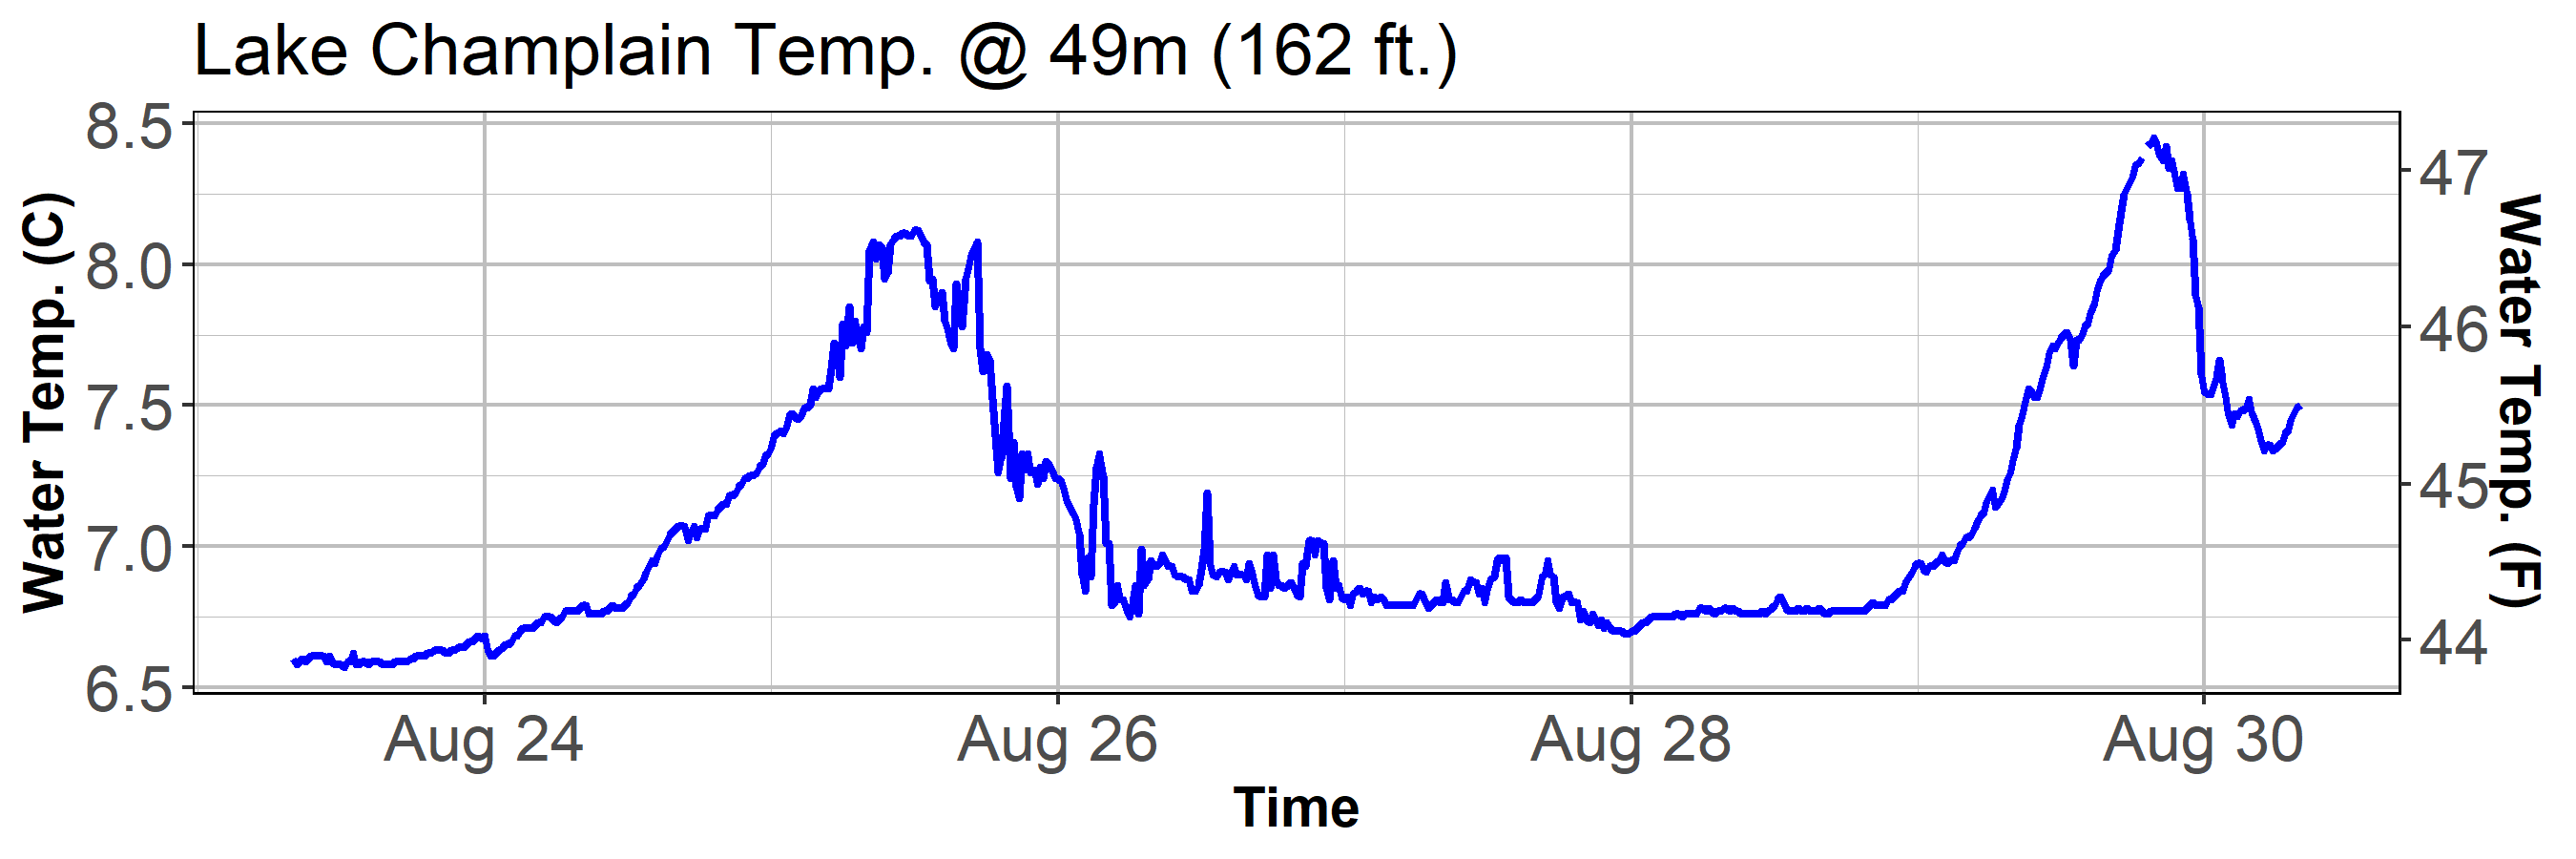 Lake Champlain Temp. @ 49m (162 ft.)
Water Temp. (C)
8.5
8.0
7.5
7.0
6.5
47
46
45
44
Water Temp. (F)
Aug 24 Aug 26 Aug 28 Aug 30
Time